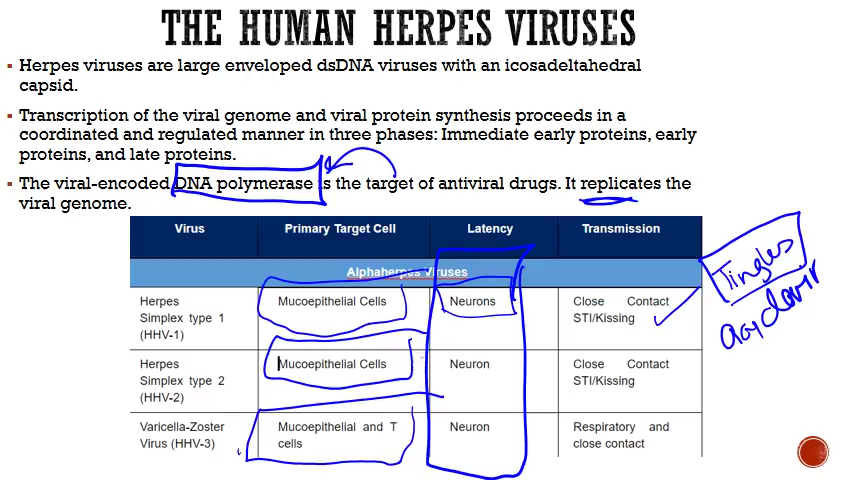 THE HUMAN HERPES VIRUSES
▪ Herpes viruses are large enveloped dsDNA viruses with an icosadeltahedral
capsid.
▪ Transcription of the viral genome and viral protein synthesis proceeds in a
coordinated and regulated manner in three phases: Immediate early proteins, early
proteins, and late proteins.
▪ The viral-encoded DNA polymerase is the target of antiviral drugs. It replicates the
viral genome.
Virus Primary Target Cell Latency Transmission
Alphaherpes Viruses
Herpes Mucoepithelial Cells Neurons Close Contact
Simplex type 1 STI/Kissing
(HHV-1)
Herpes Mucoepithelial Cells Neuron Close Contact
Simplex type 2 STI/Kissing
(HHV-2)
Varicella-Zoster Mucoepithelial and T Neuron Respiratory and
Virus (HHV-3) cells close contact
Tingles